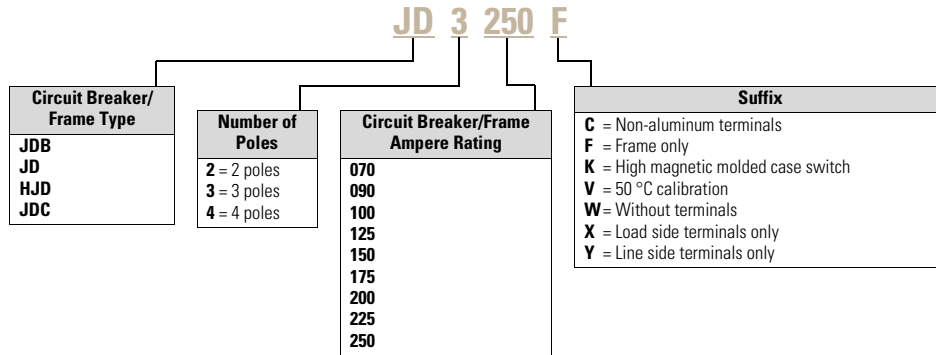 JD 3 250 F
Circuit Breaker/
Frame Type
JDB
JD
HJD
JDC
Number of
Poles
2 = 2 poles
3 = 3 poles
4 = 4 poles
Circuit Breaker/Frame
Ampere Rating
070
090
100
125
150
175
200
225
250
Suffix
C = Non-aluminum terminals
F = Frame only
K = High magnetic molded case switch
V = 50 °C calibration
W = Without terminals
X = Load side terminals only
Y = Line side terminals only